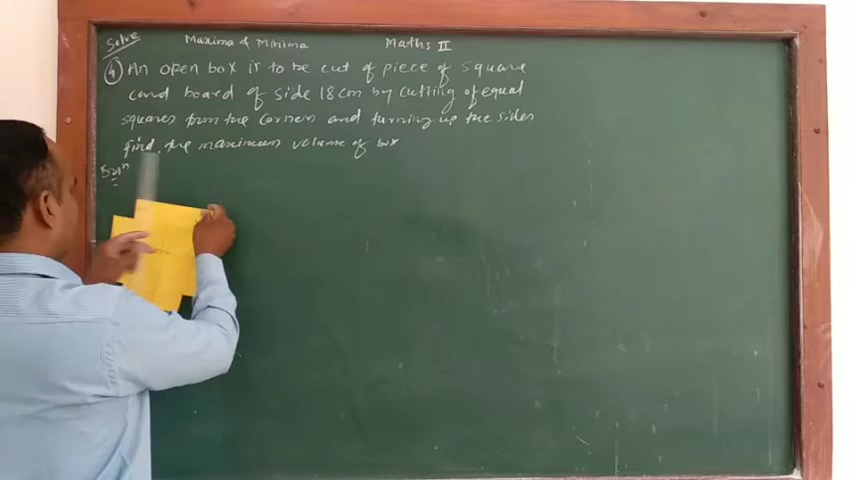 Solve Maxima & Minima Maths II
4 An open box is to be cut of piece of square
card board of side 18 cm by cutting of equal
squares from the corners and turning up the sides
find the maximum volume of box
Solⁿ